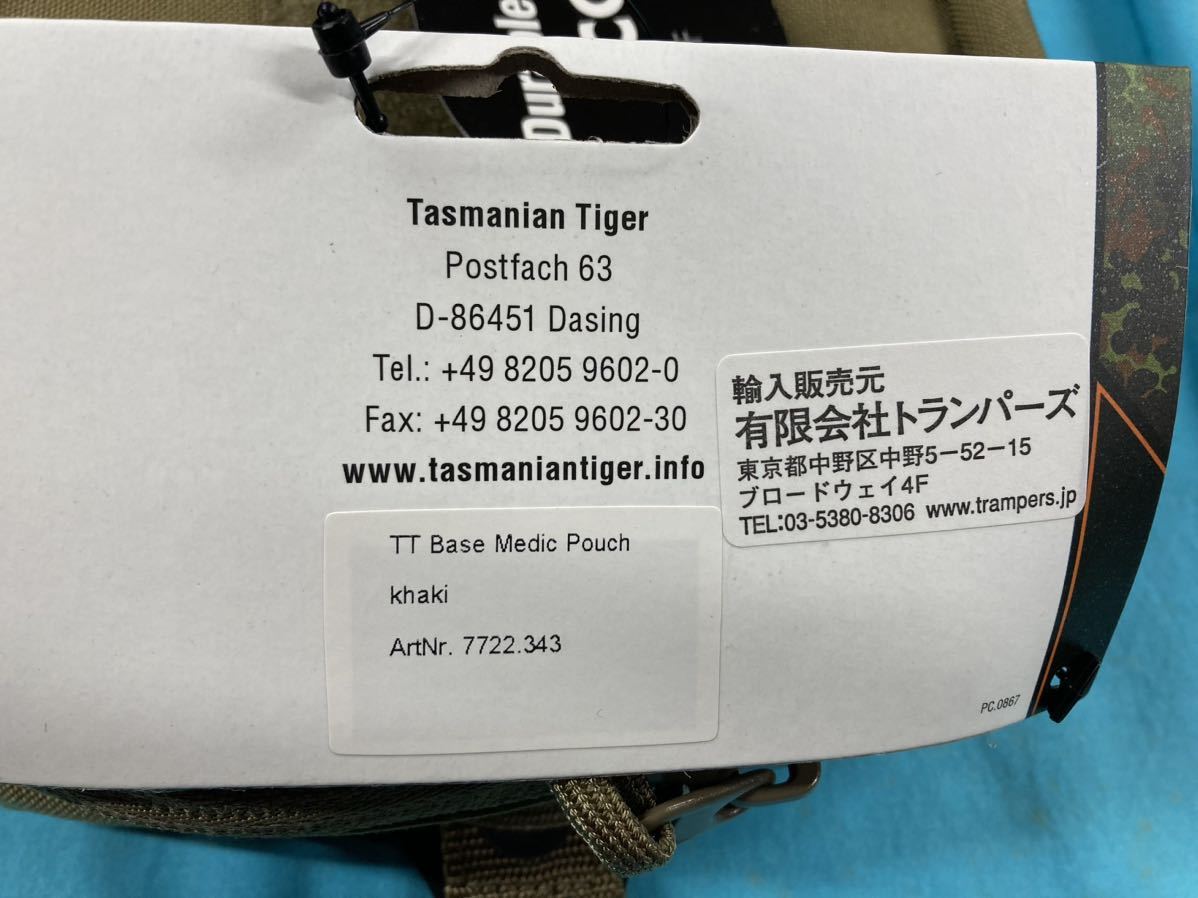 Tasmanian Tiger
Postfach 63
D-86451 Dasing
Tel.: +49 8205 9602-0
Fax: +49 8205 9602-30
www.tasmaniantiger.info
輸入販売元
有限会社トランパーズ
東京都中野区中野5−52−15
ブロードウェイ4F
TEL:03-5380-8306 www.trampers.jp
TT Base Medic Pouch
khaki
ArtNr. 7722.343
PC.0867